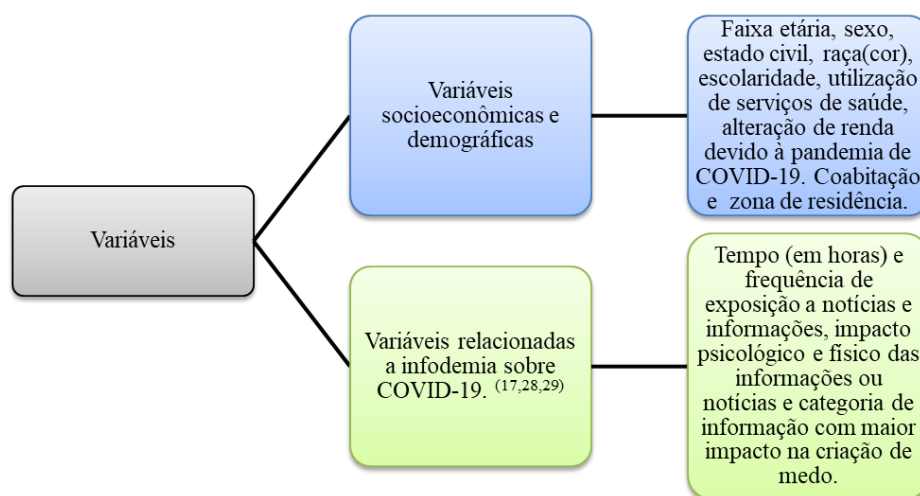 Variáveis
Variáveis
socioeconômicas e
demográficas
Faixa etária, sexo,
estado civil, raça(cor),
escolaridade, utilização
de serviços de saúde,
alteração de renda
devido à pandemia de
COVID-19. Coabitação
e zona de residência.
Variáveis relacionadas
a infodemia sobre
COVID-19. (17,28,29)
Tempo (em horas) e
frequência de
exposição a notícias e
informações, impacto
psicológico e físico das
informações ou
notícias e categoria de
informação com maior
impacto na criação de
medo.